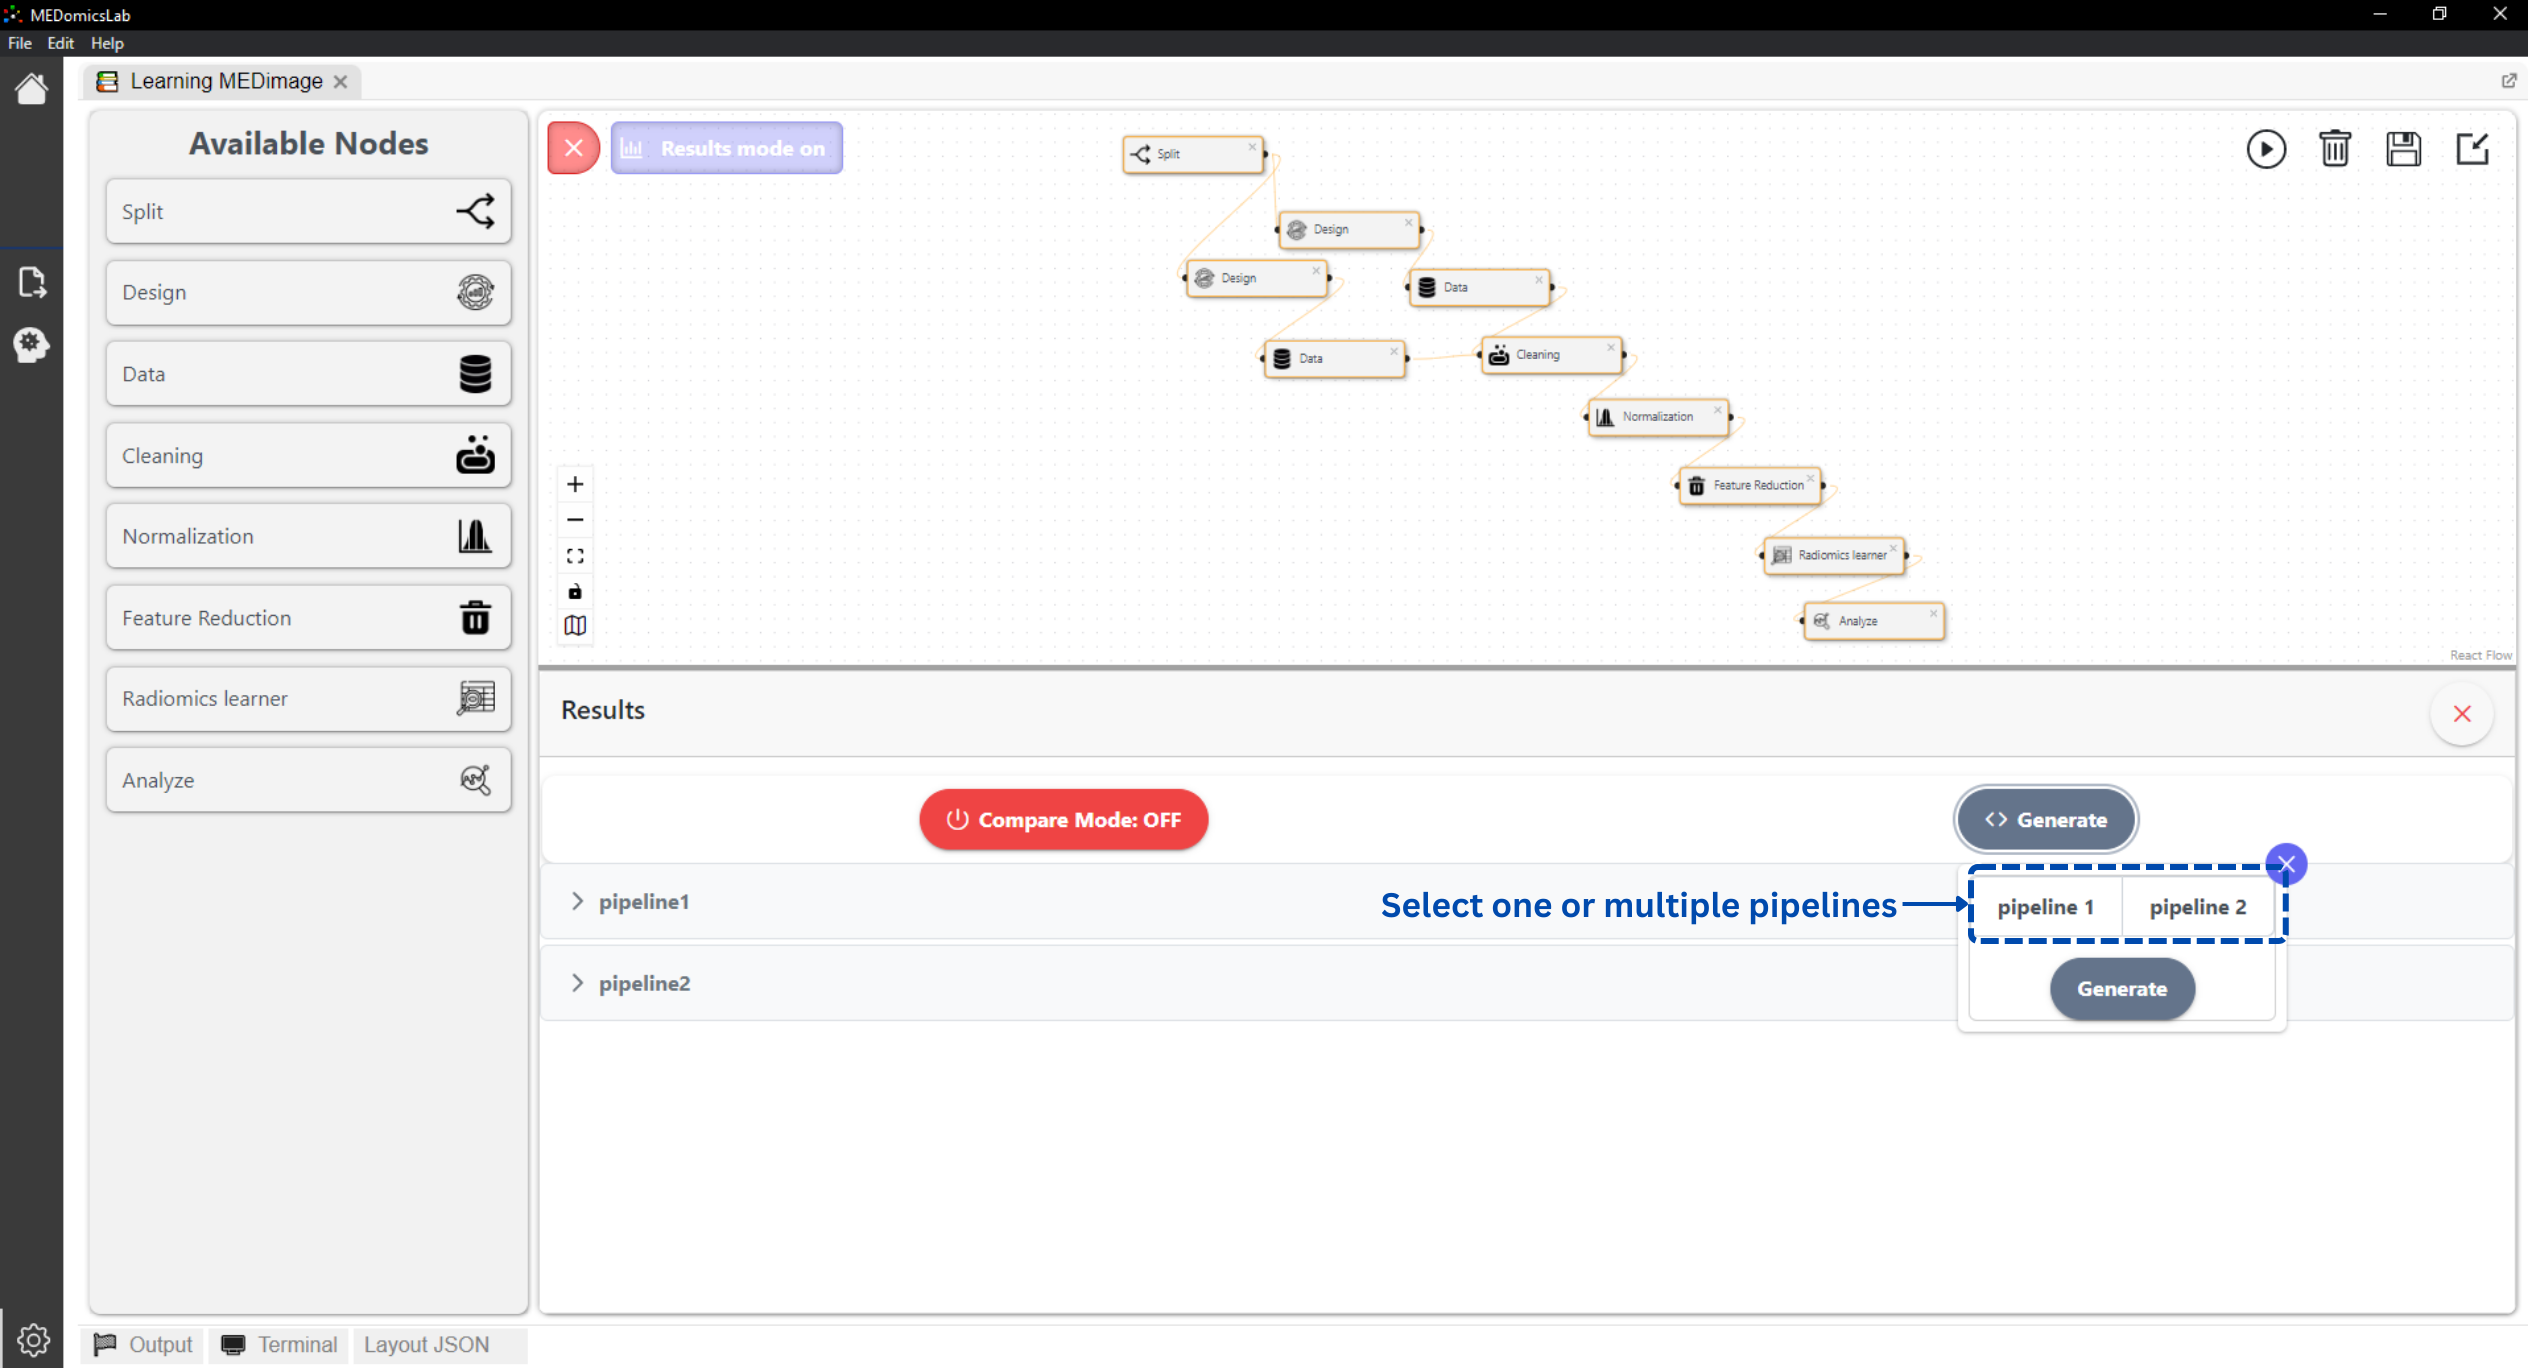 MEDomicsLab
File Edit Help
Learning MEDimage
Available Nodes
Split
Design
Data
Cleaning
Normalization
Feature Reduction
Radiomics learner
Analyze
Results mode on
Split
Design
Design
Data
Data
Cleaning
Normalization
Feature Reduction
Radiomics learner
Analyze
React Flow
Results
Compare Mode: OFF
Generate
pipeline1
Select one or multiple pipelines
pipeline 1 pipeline 2
pipeline2
Generate
Output Terminal Layout JSON